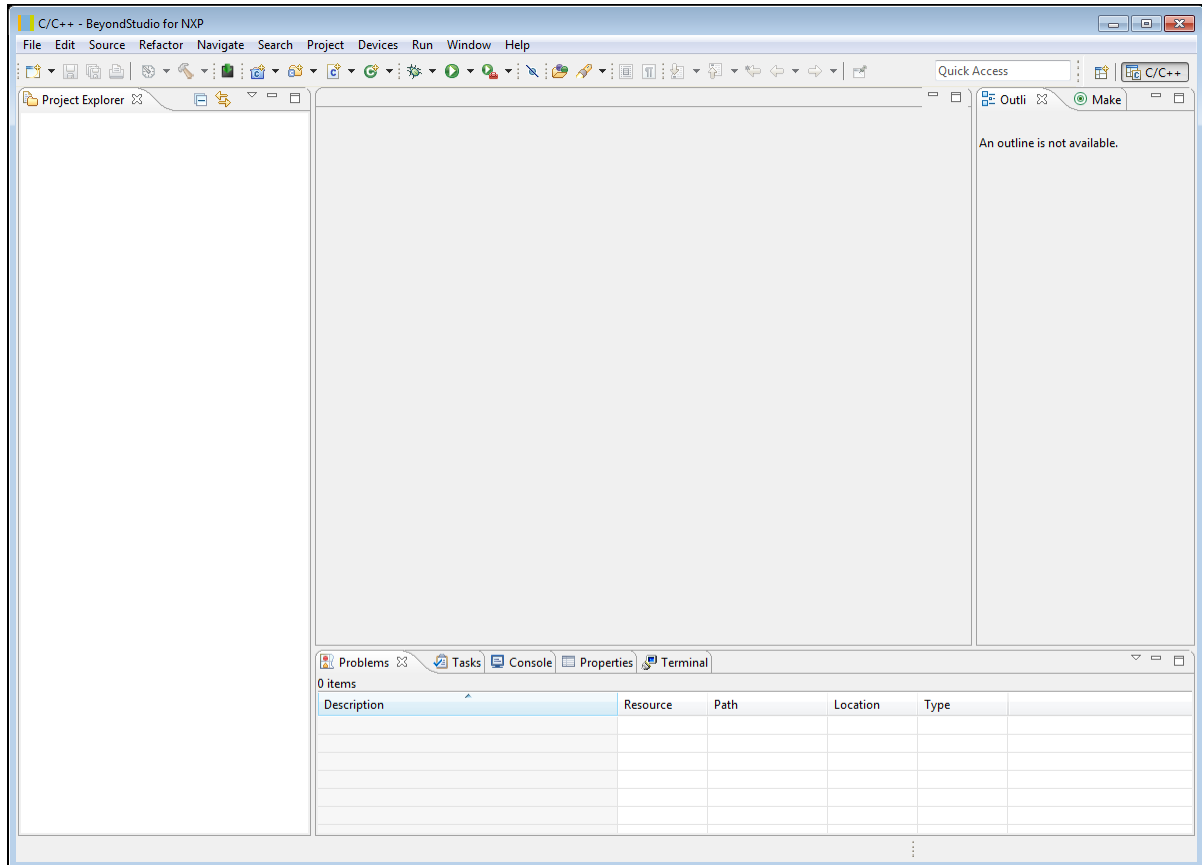 C/C++ - BeyondStudio for NXP
File Edit Source Refactor Navigate Search Project Devices Run Window Help
Quick Access
C/C++
Project Explorer
Outli
Make
An outline is not available.
Problems
Tasks
Console
Properties
Terminal
0 items
Description Resource Path Location Type